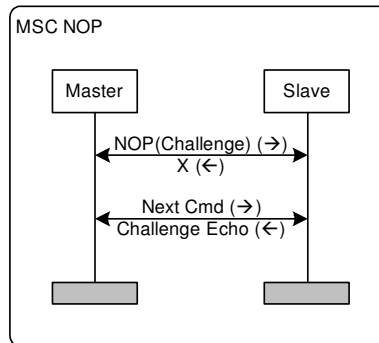 MSC NOP
Master Slave
NOP(Challenge) (→)
X (←)
Next Cmd (→)
Challenge Echo (←)